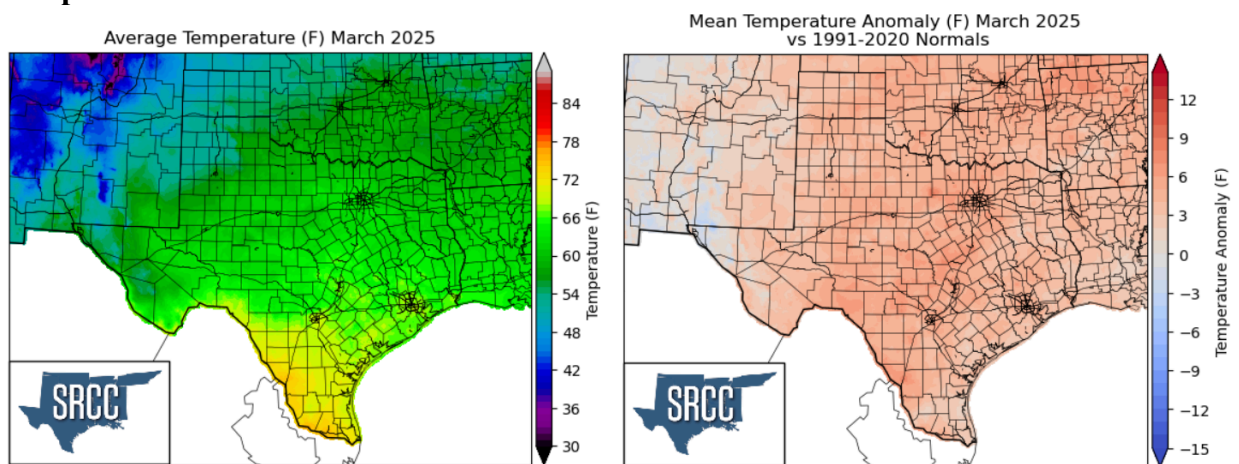 Average Temperature (F) March 2025
84
78
72
66
60
54
48
42
36
30
Temperature (F)
SRCC
Mean Temperature Anomaly (F) March 2025
vs 1991-2020 Normals
12
9
6
3
0
−3
−6
−9
−12
−15
Temperature Anomaly (F)
SRCC